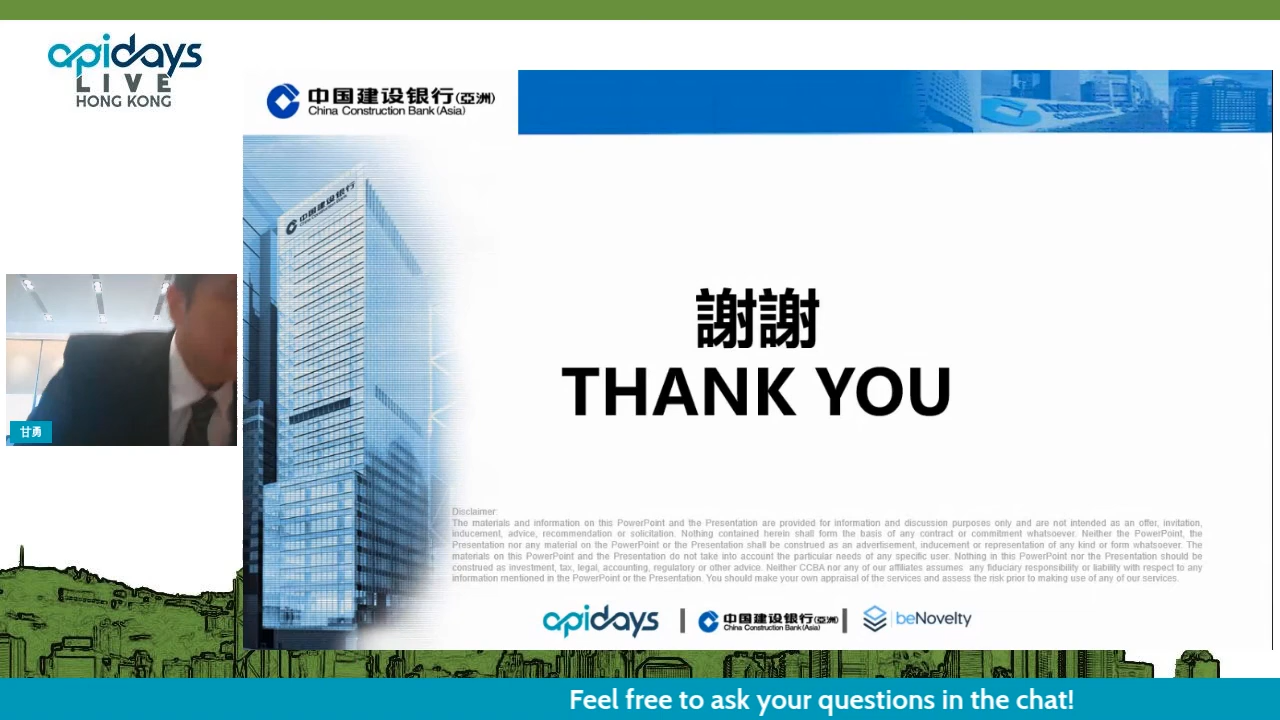 apidays
LIVE
HONG KONG
中国建设银行(亞洲)
China Construction Bank (Asia)
中国建设银行
謝謝
THANK YOU
甘勇
Disclaimer:
The materials and information on this PowerPoint and the Presentation are provided for information and discussion purposes only and are not intended as an offer, invitation,
inducement, advice, recommendation or solicitation. Nothing contained herein shall form the basis of any contract or commitment whatsoever. Neither the PowerPoint, the
Presentation nor any material on the PowerPoint or the Presentation shall be construed as an advertisement, inducement or representation of any kind or form whatsoever. The
materials on this PowerPoint and the Presentation do not take into account the particular needs of any specific user. Nothing in this PowerPoint nor the Presentation should be
construed as investment, tax, legal, accounting, regulatory or other advice. Neither CCBA nor any of our affiliates assumes any fiduciary responsibility or liability with respect to any
information mentioned in the PowerPoint or the Presentation. You should make your own appraisal of the services and assess the risk prior to making use of any of our services.
apidays | 中国建设银行(亞洲) | beNovelty
China Construction Bank (Asia)
Feel free to ask your questions in the chat!